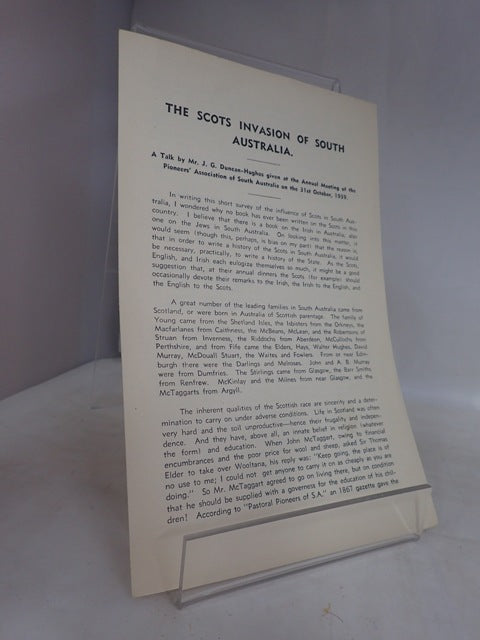 THE SCOTS INVASION OF SOUTH
AUSTRALIA.
A Talk by Mr. J. G. Duncan-Hughes given at the Annual Meeting of the
Pioneers' Association of South Australia on the 31st October, 1959.
In writing this short survey of the influence of Scots in South Aus-
tralia, I wondered why no book has ever been written on the Scots in this
country. I believe that there is a book on the Irish in Australia, also
one on the Jews in South Australia. On looking into this matter, it
would seem (though this, perhaps, is bias on my part) that the reason is,
that in order to write a history of the Scots in South Australia, it would
be necessary, practically, to write a history of the State. As the Scots,
English, and Irish each eulogize themselves so much, it might be a good
suggestion that, at their annual dinners the Scots (for example) should
occasionally devote their remarks to the Irish, the Irish to the English, and
the English to the Scots.
A great number of the leading families in South Australia came from
Scotland, or were born in Australia of Scottish parentage. The family of
Young came from the Shetland Isles, the Isbisters from the Orkneys, the
Macfarlanes from Caithness, the McBeans, McLean, and the Robertsons of
Struan from Inverness, the Riddochs from Aberdeen, McCullochs from
Perthshire, and from Fife came the Elders, Hays, Walter Hughes, David
Murray, McDouall Stuart, the Waites and Fowlers. From or near Edin-
burgh there were the Darlings and Melroses. John and A. B. Murray
were from Dumfries. The Stirlings came from Glasgow, the Barr Smiths
from Renfrew. McKinlay and the Milnes from near Glasgow, and the
McTaggarts from Argyll.
The inherent qualities of the Scottish race are sincerity and a deter-
mination to carry on under adverse conditions. Life in Scotland was often
very hard and the soil unproductive—hence their frugality and indepen-
dence. And they have, above all, an innate belief in religion (whatever
the form) and education. When John McTaggart, owing to financial
encumbrances and the poor price for wool and sheep, asked Sir Thomas
Elder to take over Wooltana, his reply was: "Keep going, the place is of
no use to me; I could not get anyone to carry it on as cheaply as you are
doing." So Mr. McTaggart agreed to go on living there, but on condition
that he should be supplied with a governess for the education of his chil-
dren! According to "Pastoral Pioneers of S.A." an 1867 gazette gave the